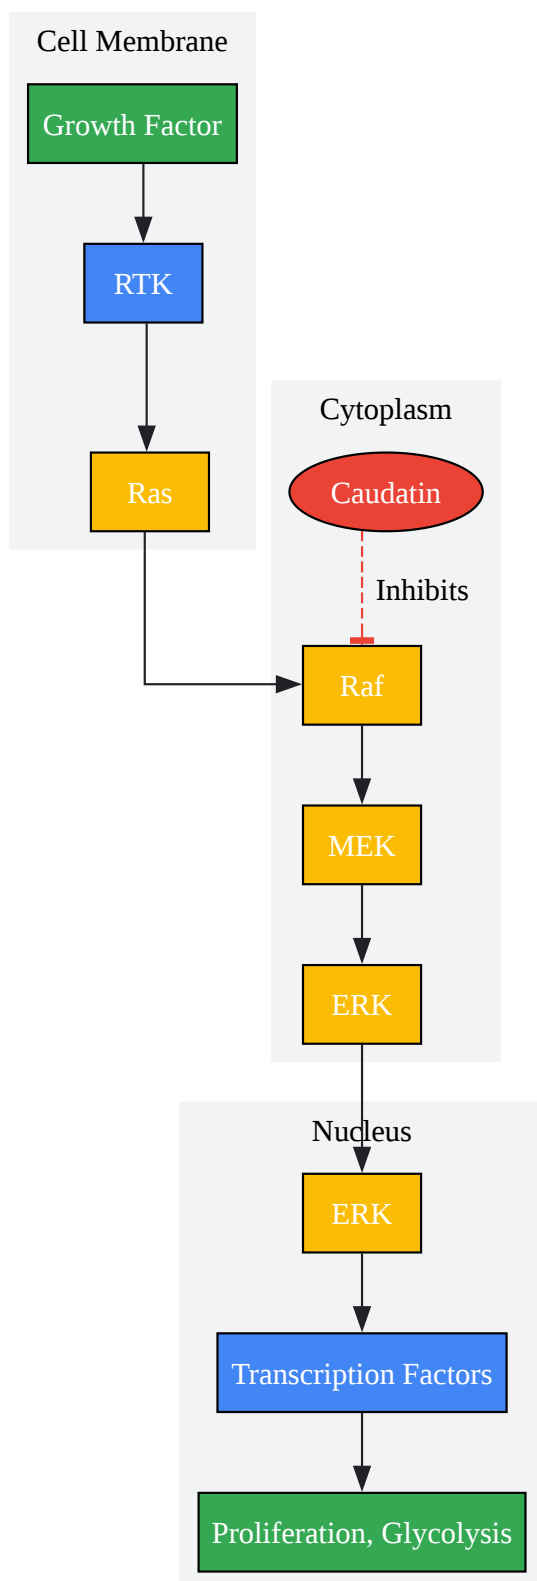 Cell Membrane
Growth Factor
RTK
Ras
Cytoplasm
Caudatin
Inhibits
Raf
MEK
ERK
Nucleus
ERK
Transcription Factors
Proliferation, Glycolysis